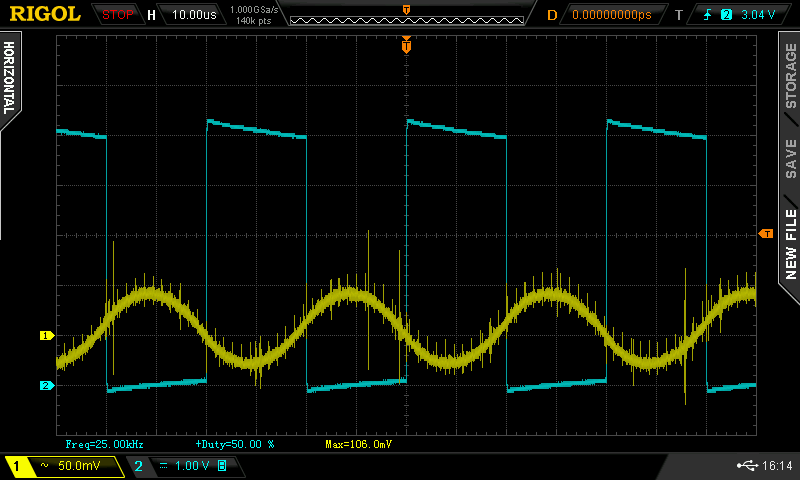 RIGOL STOP H 10.00us 1.000GSa/s 140k pts D 0.00000000ps T 2 3.04 V
T
HORIZONTAL
STORAGE
SAVE
NEW FILE
T
1
2
Freq=25.00kHz +Duty=50.00 % Max=106.0mV
1 ~ 50.0mV 2 = 1.00 V B 16:14